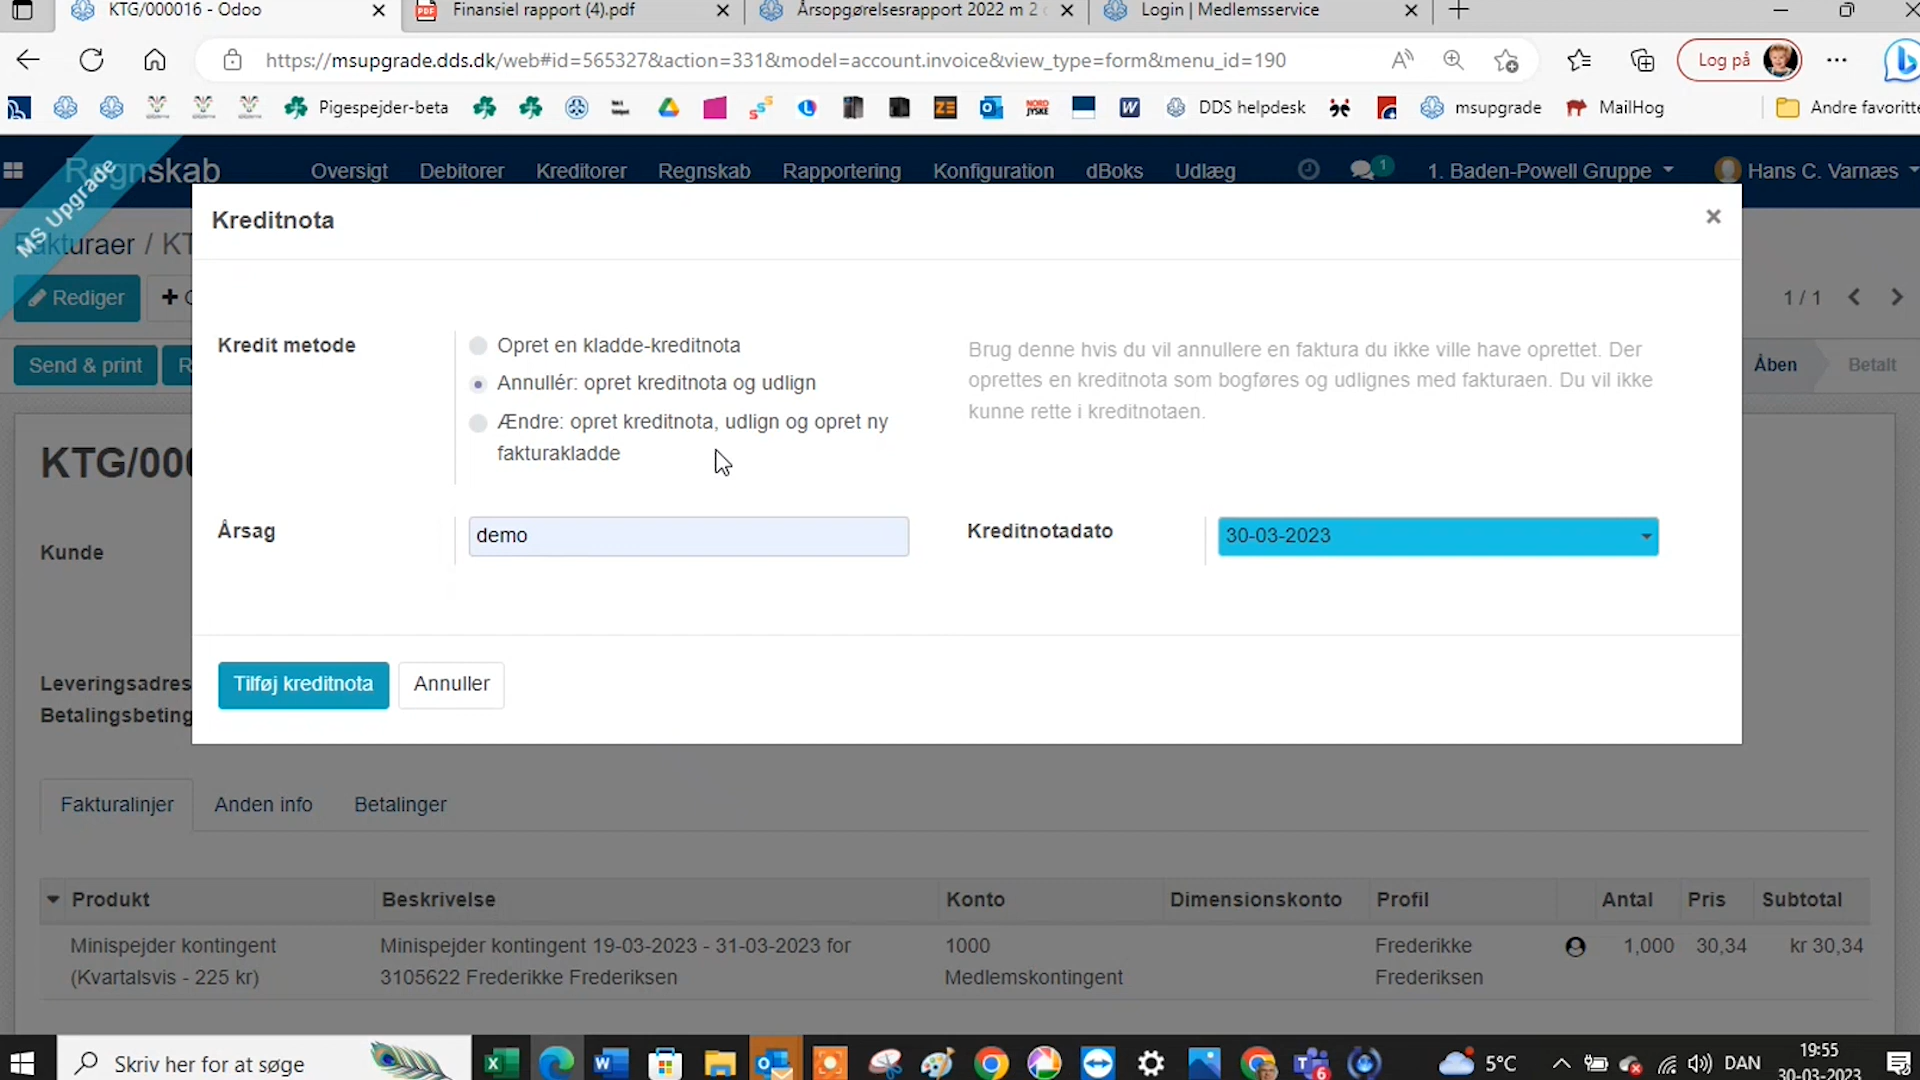 KTG/000016 - Odoo
Finansiel rapport (4).pdf
Årsopgørelsesrapport 2022 m 2
Login | Medlemsservice
https://msupgrade.dds.dk/web#id=565327&action=331&model=account.invoice&view_type=form&menu_id=190
Log på
Pigespejder-beta
ZE
NORD
JYSKE
DDS helpdesk
msupgrade
MailHog
Andre favoritte
Regnskab
Oversigt
Debitorer
Kreditorer
Regnskab
Rapportering
Konfiguration
dBoks
Udlæg
1
1. Baden-Powell Gruppe
Hans C. Varnæs
MS Upgrade
Fakturaer / KT
Rediger
1 / 1
Send & print
R
Åben
Betalt
Kreditnota
Kredit metode
Opret en kladde-kreditnota
Annullér: opret kreditnota og udlign
Ændre: opret kreditnota, udlign og opret ny
fakturakladde
Brug denne hvis du vil annullere en faktura du ikke ville have oprettet. Der
oprettes en kreditnota som bogføres og udlignes med fakturaen. Du vil ikke
kunne rette i kreditnotaen.
Årsag
demo
Kreditnotadato
30-03-2023
Tilføj kreditnota
Annuller
KTG/000
Kunde
Leveringsadres
Betalingsbeting
Fakturalinjer
Anden info
Betalinger
Produkt
Beskrivelse
Konto
Dimensionskonto
Profil
Antal
Pris
Subtotal
Minispejder kontingent
(Kvartalsvis - 225 kr)
Minispejder kontingent 19-03-2023 - 31-03-2023 for
3105622 Frederikke Frederiksen
1000
Medlemskontingent
Frederikke
Frederiksen
1,000
30,34
kr 30,34
Skriv her for at søge
6
5°C
DAN
19:55
30-03-2023